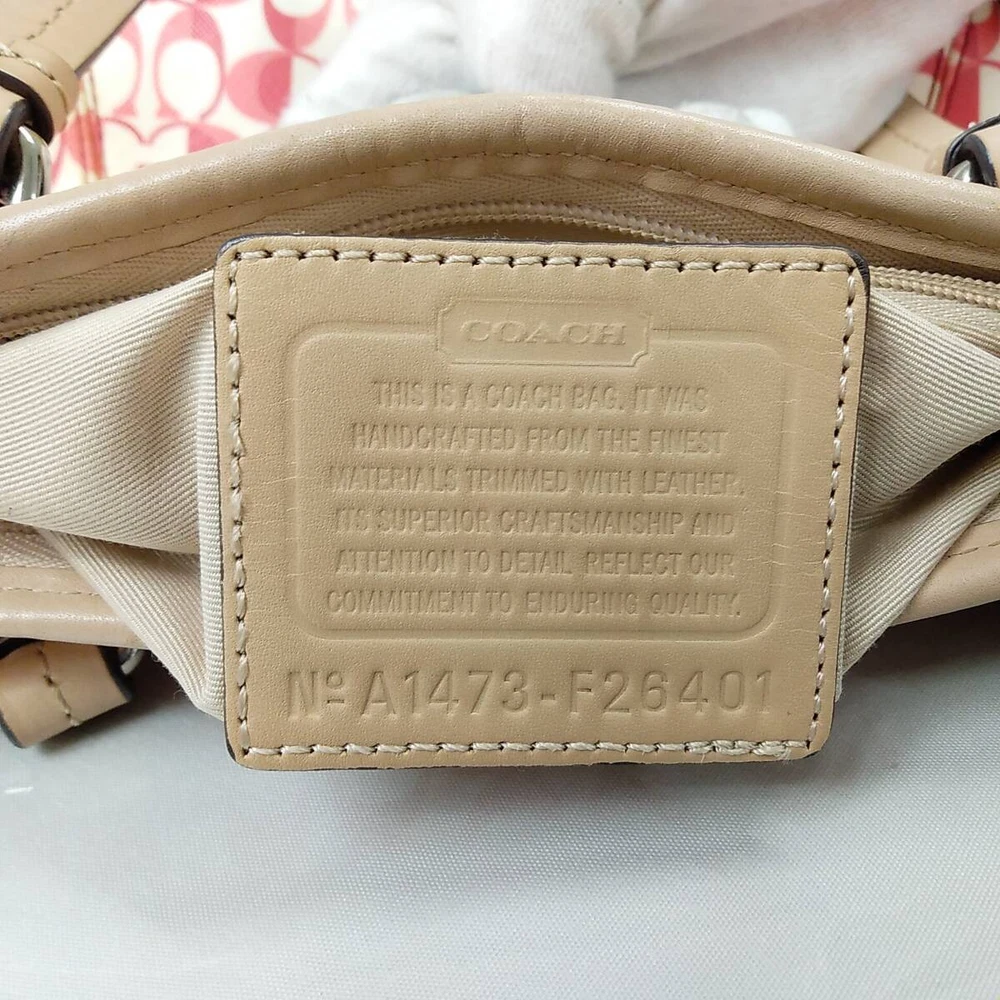 COACH
THIS IS A COACH BAG. IT WAS
HANDCRAFTED FROM THE FINEST
MATERIALS TRIMMED WITH LEATHER.
ITS SUPERIOR CRAFTSMANSHIP AND
ATTENTION TO DETAIL REFLECT OUR
COMMITMENT TO ENDURING QUALITY.
Nº A1473-F26401